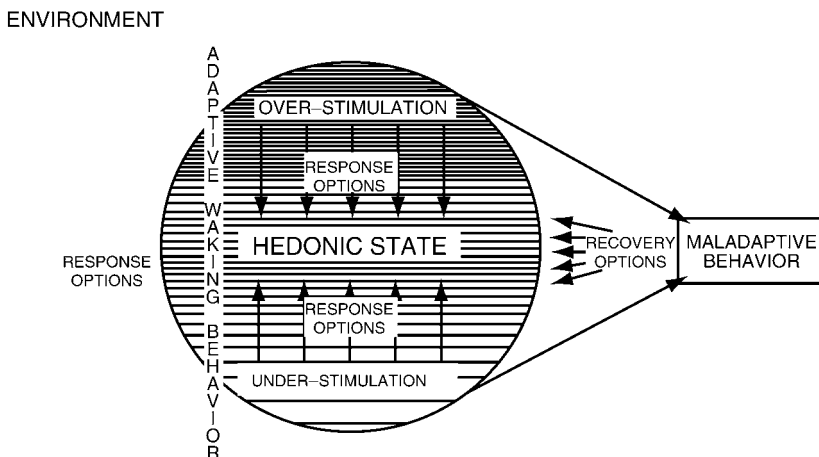 ENVIRONMENT
ADAPTIVE WAKING BEHAVIOR
OVER–STIMULATION
RESPONSE
OPTIONS
HEDONIC STATE
RESPONSE
OPTIONS
RECOVERY
OPTIONS
MALADAPTIVE
BEHAVIOR
RESPONSE
OPTIONS
UNDER–STIMULATION